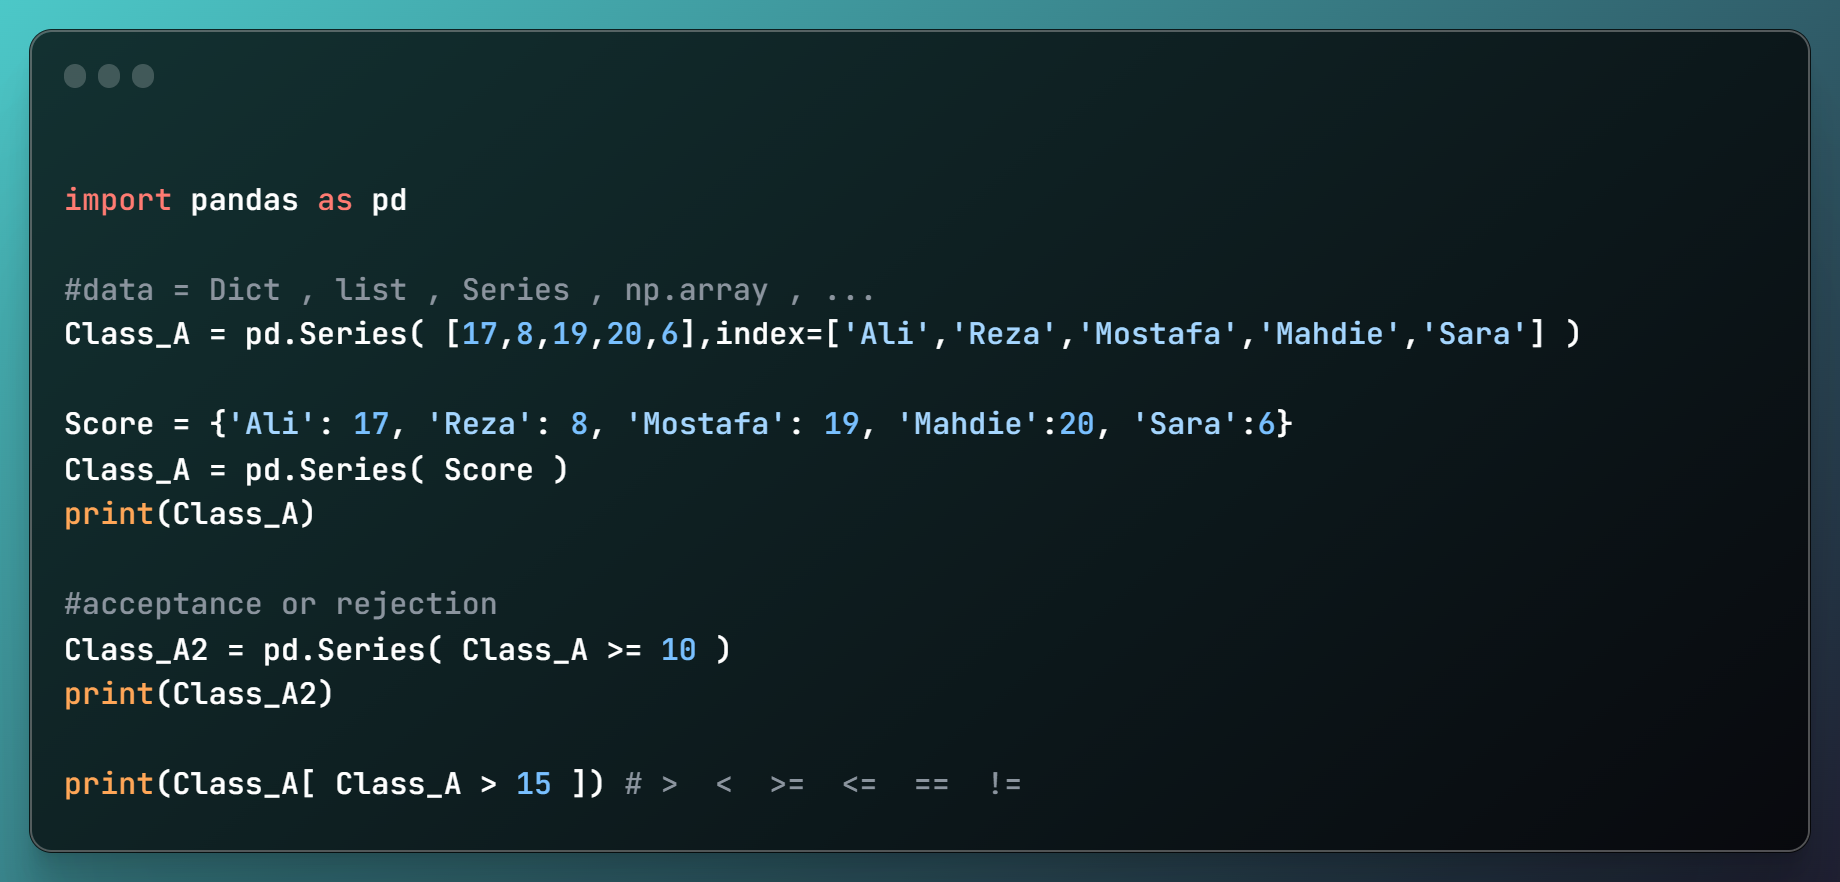 import pandas as pd
#data = Dict , list , Series , np.array , ...
Class_A = pd.Series( [17,8,19,20,6],index=['Ali','Reza','Mostafa','Mahdie','Sara'] )
Score = {'Ali': 17, 'Reza': 8, 'Mostafa': 19, 'Mahdie':20, 'Sara':6}
Class_A = pd.Series( Score )
print(Class_A)
#acceptance or rejection
Class_A2 = pd.Series( Class_A >= 10 )
print(Class_A2)
print(Class_A[ Class_A > 15 ]) # >  <  >=  <=  ==  !=